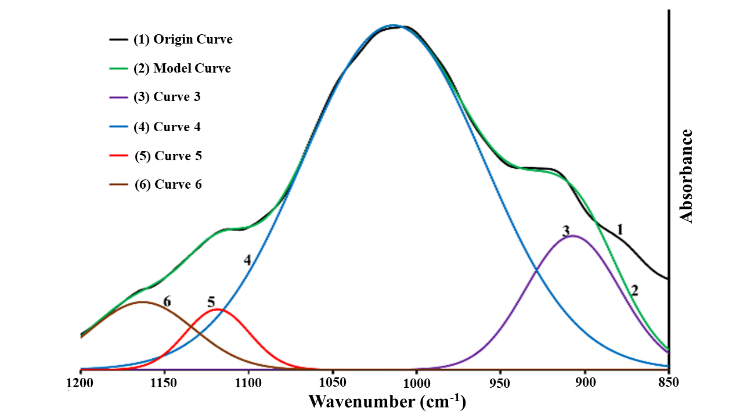 (1) Origin Curve
(2) Model Curve
(3) Curve 3
(4) Curve 4
(5) Curve 5
(6) Curve 6
Absorbance
1
2
3
4
5
6
1200 1150 1100 1050 1000 950 900 850
Wavenumber (cm-1)